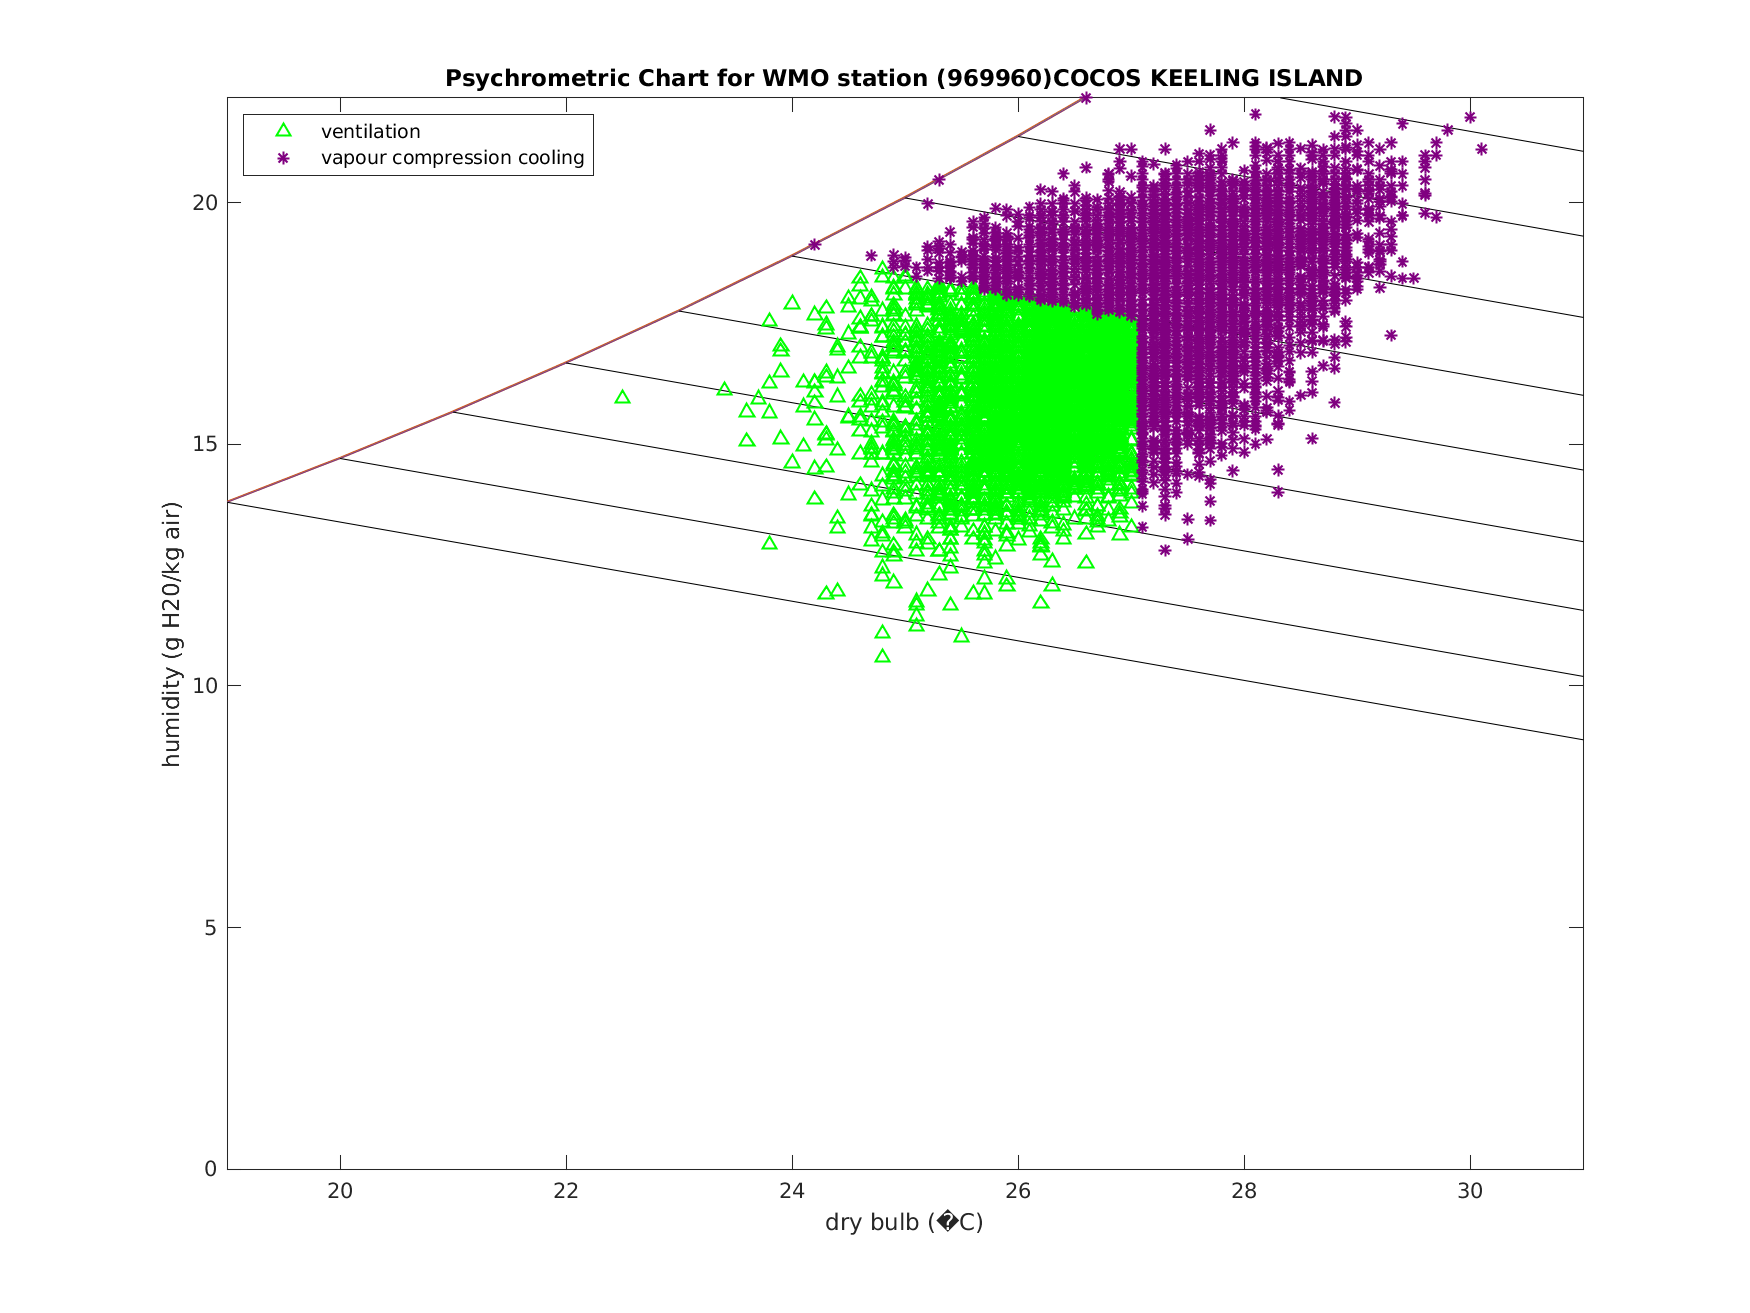 Psychrometric Chart for WMO station (969960)COCOS KEELING ISLAND
ventilation
vapour compression cooling
20
15
10
5
0
humidity (g H20/kg air)
20 22 24 26 28 30
dry bulb (�C)